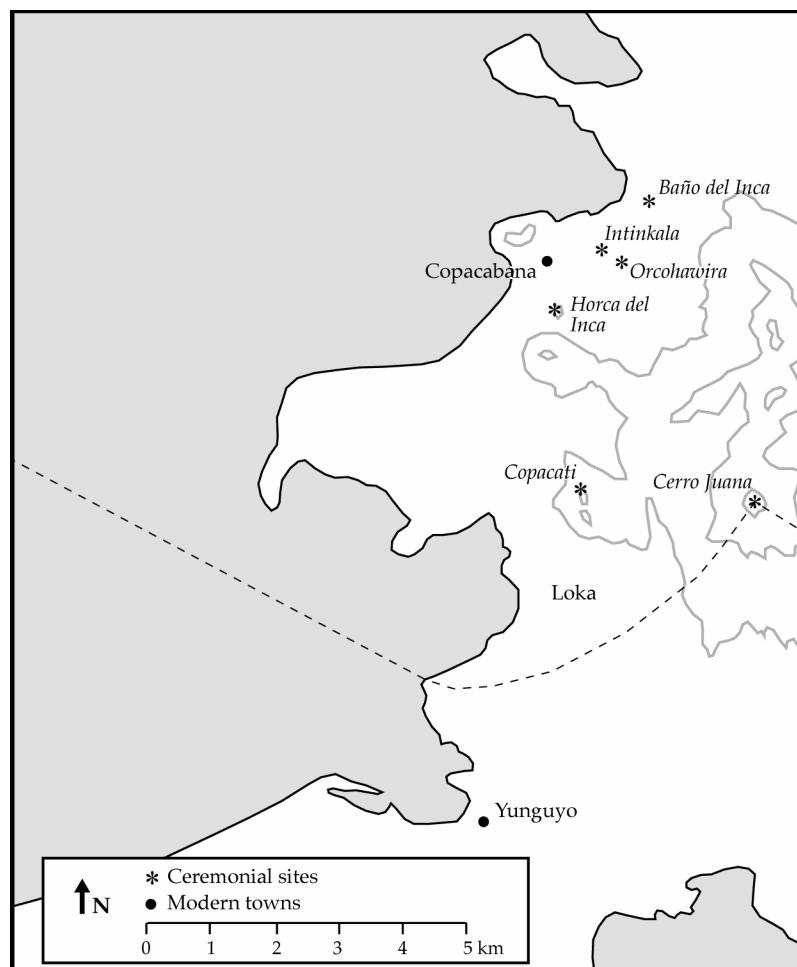 Baño del Inca
Intinkala
Copacabana
Orcohawira
Horca del
Inca
Copacati
Cerro Juana
Loka
Yunguyo
* Ceremonial sites
● Modern towns
N
0 1 2 3 4 5 km